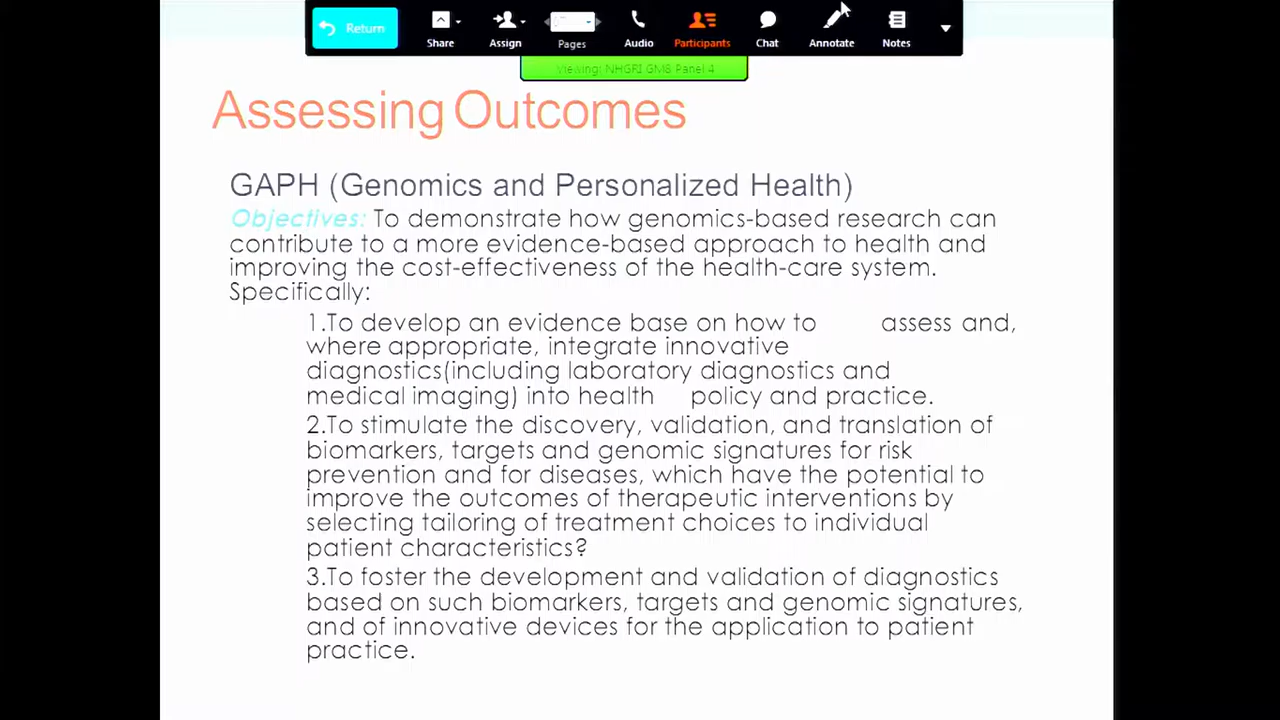 Return
Share
Assign
Pages
Audio
Participants
Chat
Annotate
Notes
Viewing: NHGRI GM8 Panel 4
Assessing Outcomes
GAPH (Genomics and Personalized Health)
Objectives: To demonstrate how genomics-based research can
contribute to a more evidence-based approach to health and
improving the cost-effectiveness of the health-care system.
Specifically:
1.To develop an evidence base on how to assess and,
where appropriate, integrate innovative
diagnostics(including laboratory diagnostics and
medical imaging) into health policy and practice.
2.To stimulate the discovery, validation, and translation of
biomarkers, targets and genomic signatures for risk
prevention and for diseases, which have the potential to
improve the outcomes of therapeutic interventions by
selecting tailoring of treatment choices to individual
patient characteristics?
3.To foster the development and validation of diagnostics
based on such biomarkers, targets and genomic signatures,
and of innovative devices for the application to patient
practice.